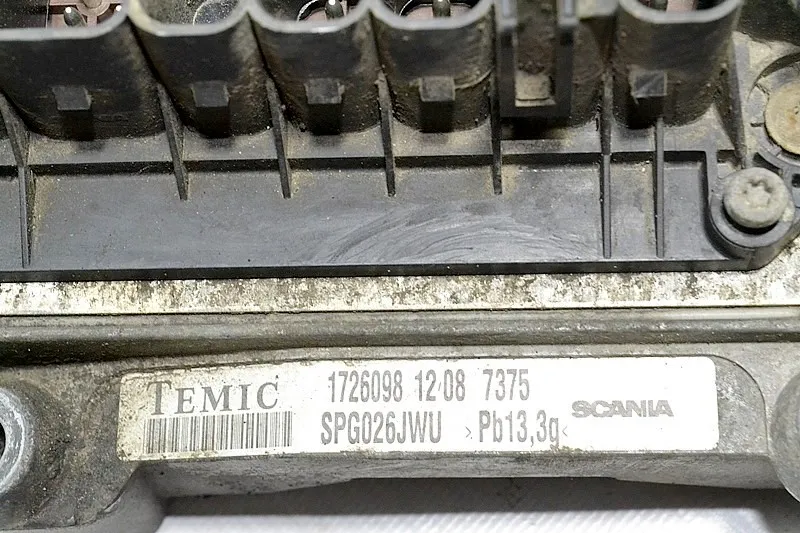 TEMIC 1726098 12/08 7375
SPG026JWU >Pb13,3g< SCANIA